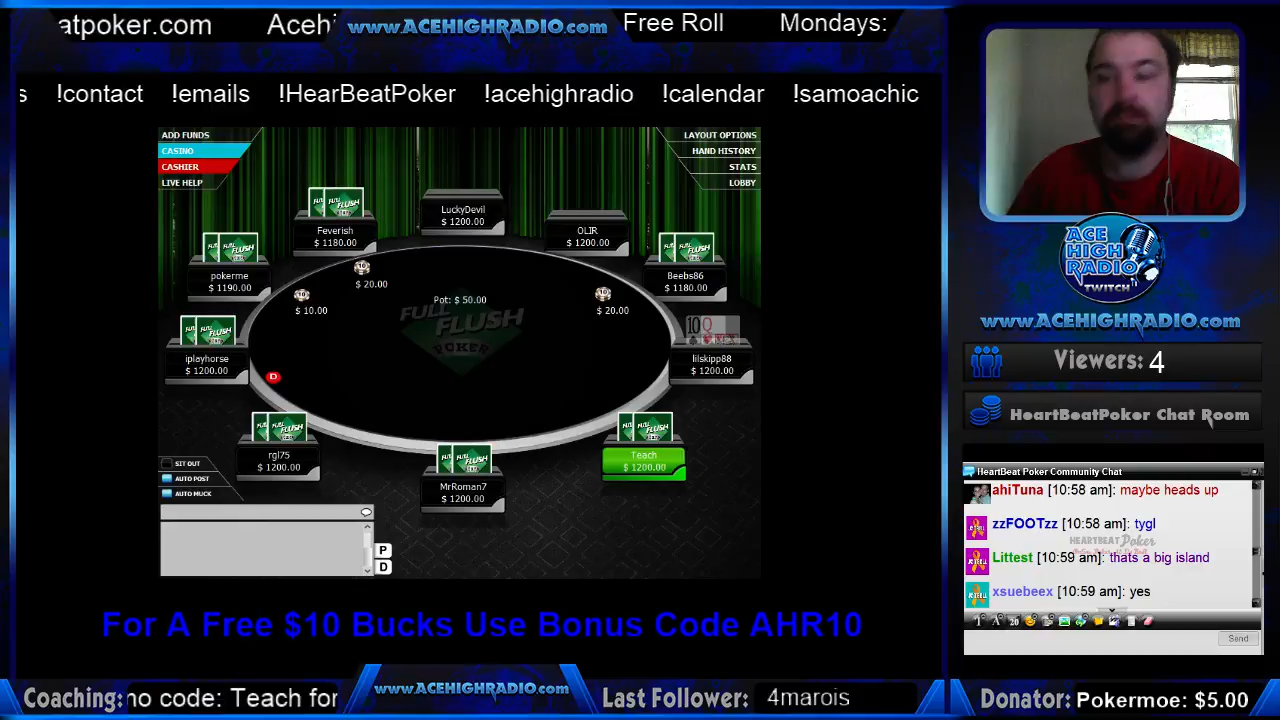 atpoker.com Aceh www.ACEHIGHRADIO.com Free Roll Mondays:
s !contact !emails !HearBeatPoker !acehighradio !calendar !samoachic
ADD FUNDS
CASINO
CASHIER
LIVE HELP
LAYOUT OPTIONS
HAND HISTORY
STATS
LOBBY
LuckyDevil
$ 1200.00
Feverish
$ 1180.00
OLIR
$ 1200.00
pokerme
$ 1190.00
Beebs86
$ 1180.00
$ 20.00
$ 10.00
Pot: $ 50.00
$ 20.00
FULL FLUSH
POKER
10 Q
iplayhorse
$ 1200.00
lilskipp88
$ 1200.00
D
rgl75
$ 1200.00
Teach
$ 1200.00
MrRoman7
$ 1200.00
SIT OUT
AUTO POST
AUTO MUCK
P
D
For A Free $10 Bucks Use Bonus Code AHR10
ACE
HIGH
RADIO
TWITCH
www.ACEHIGHRADIO.com
Viewers: 4
HeartBeatPoker Chat Room
HeartBeat Poker Community Chat
ahiTuna [10:58 am]: maybe heads up
zzFOOTzz [10:58 am]: tygl
HEARTBEAT Poker
Littest [10:59 am]: thats a big island
xsuebeex [10:59 am]: yes
Send
Coaching: no code: Teach for
www.ACEHIGHRADIO.com
Last Follower: 4marois
Donator: Pokermoe: $5.00